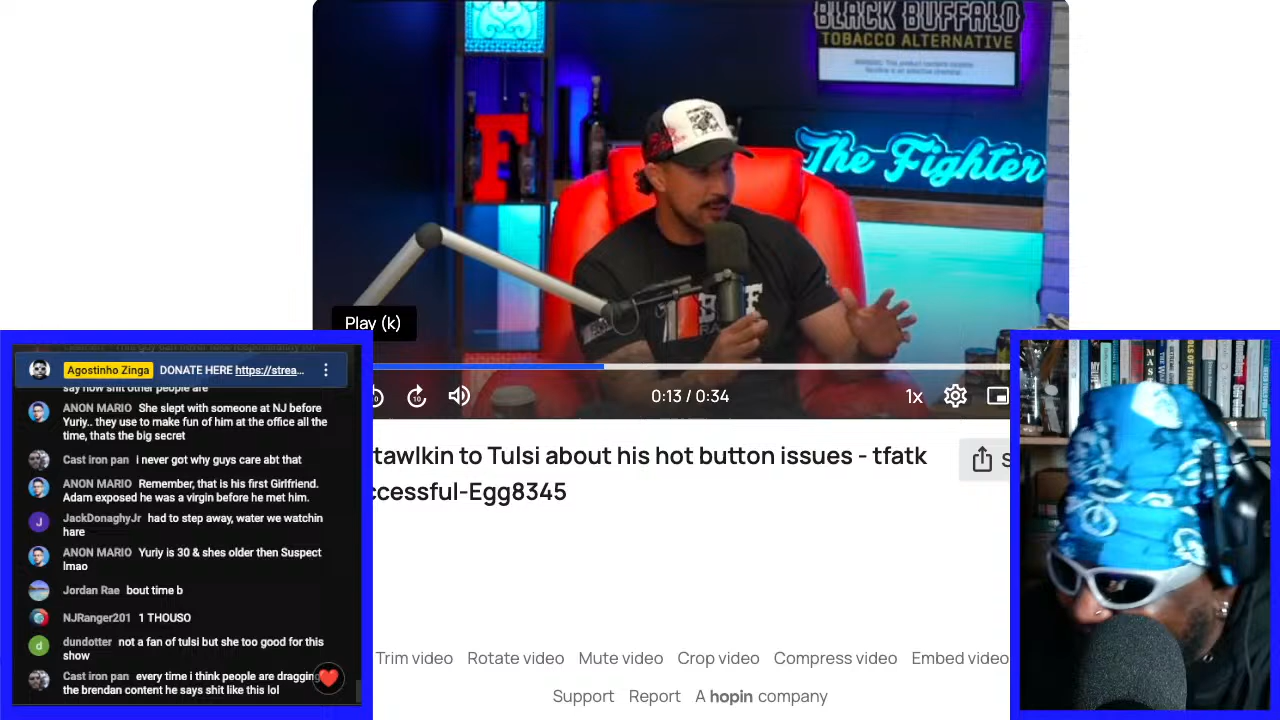 BLACK BUFFALO
TOBACCO ALTERNATIVE
F
The Fighter
Play (k)
10
0:13 / 0:34
1x
tawlkin to Tulsi about his hot button issues - tfatk
ccessful-Egg8345
S
Agostinho Zinga DONATE HERE https://strea...
say how shit other people are
ANON MARIO She slept with someone at NJ before
Yuriy.. they use to make fun of him at the office all the
time, thats the big secret
Cast iron pan i never got why guys care abt that
ANON MARIO Remember, that is his first Girlfriend.
Adam exposed he was a virgin before he met him.
J
JackDonaghyJr had to step away, water we watchin
hare
ANON MARIO Yuriy is 30 & shes older then Suspect
lmao
Jordan Rae bout time b
NJRanger201 1 THOUSO
d
dundotter not a fan of tulsi but she too good for this
show
Cast iron pan every time i think people are dragging
the brendan content he says shit like this lol
Trim video Rotate video Mute video Crop video Compress video Embed video
Support Report A hopin company